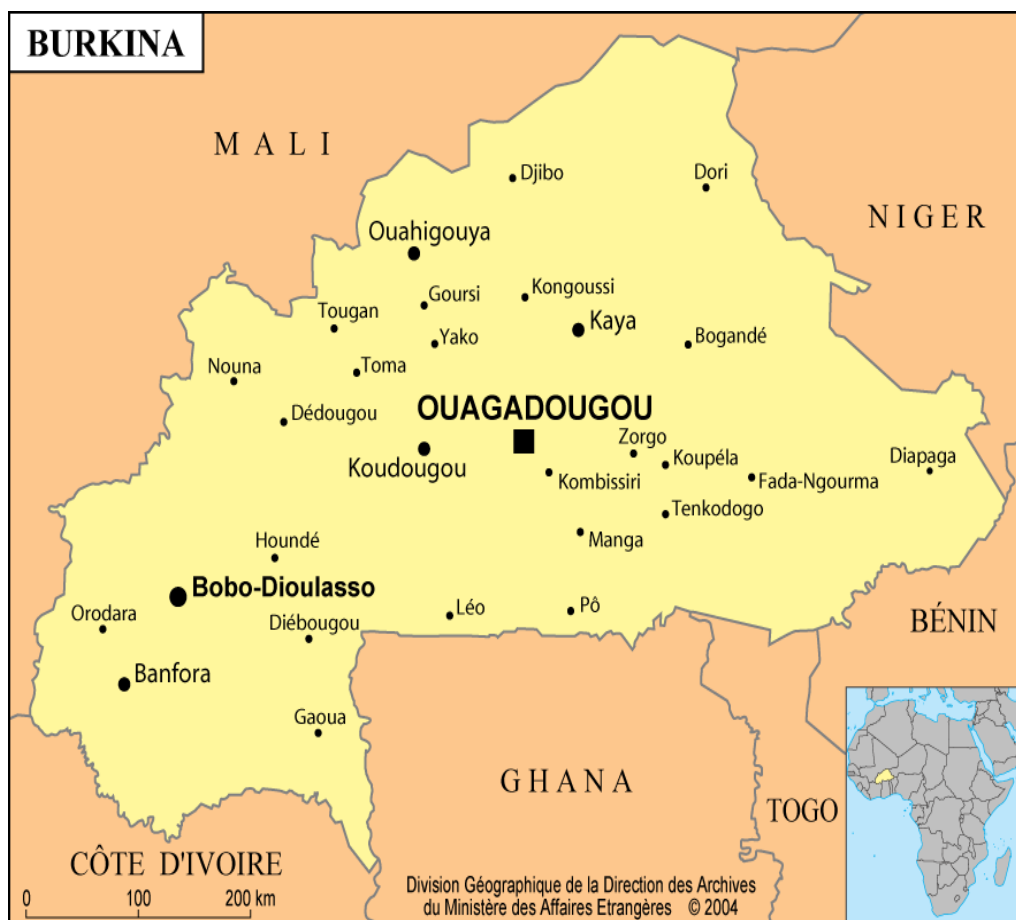 BURKINA
MALI
Djibo
Dori
NIGER
Ouahigouya
Goursi
Kongoussi
Tougan
Kaya
Yako
Bogandé
Nouna
Toma
OUAGADOUGOU
Dédougou
Zorgo
Koudougou
Koupéla
Diapaga
Kombissiri
Fada-Ngourma
Tenkodogo
Houndé
Manga
Bobo-Dioulasso
Orodara
Léo
Pô
Diébougou
BÉNIN
Banfora
Gaoua
GHANA
TOGO
CÔTE D'IVOIRE
0 100 200 km
Division Géographique de la Direction des Archives
du Ministère des Affaires Etrangères © 2004